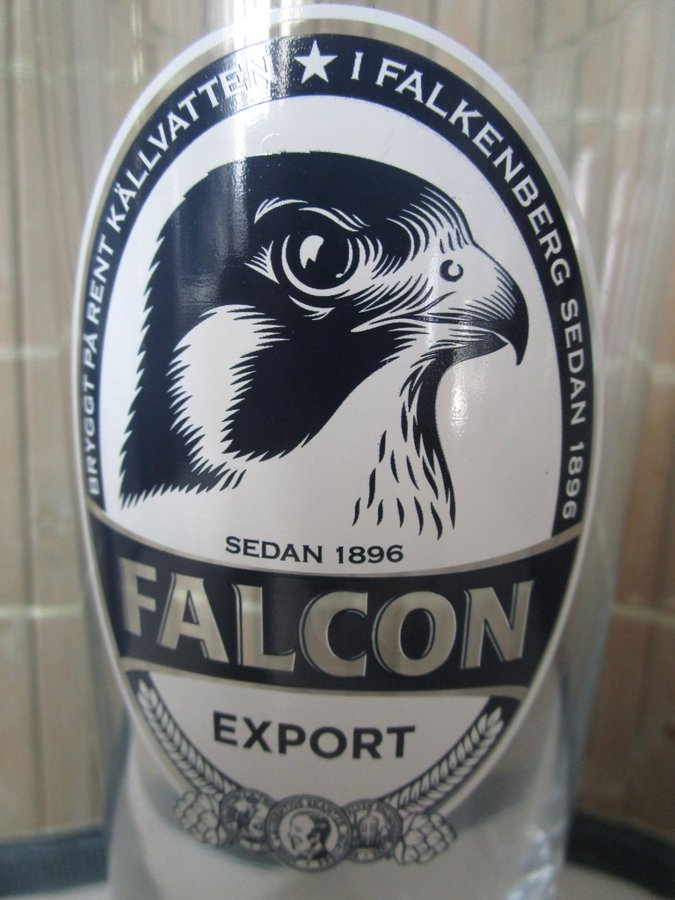 BRYGGT PÅ RENT KÄLLVATTEN ★ I FALKENBERG SEDAN 1896
SEDAN 1896
FALCON
EXPORT